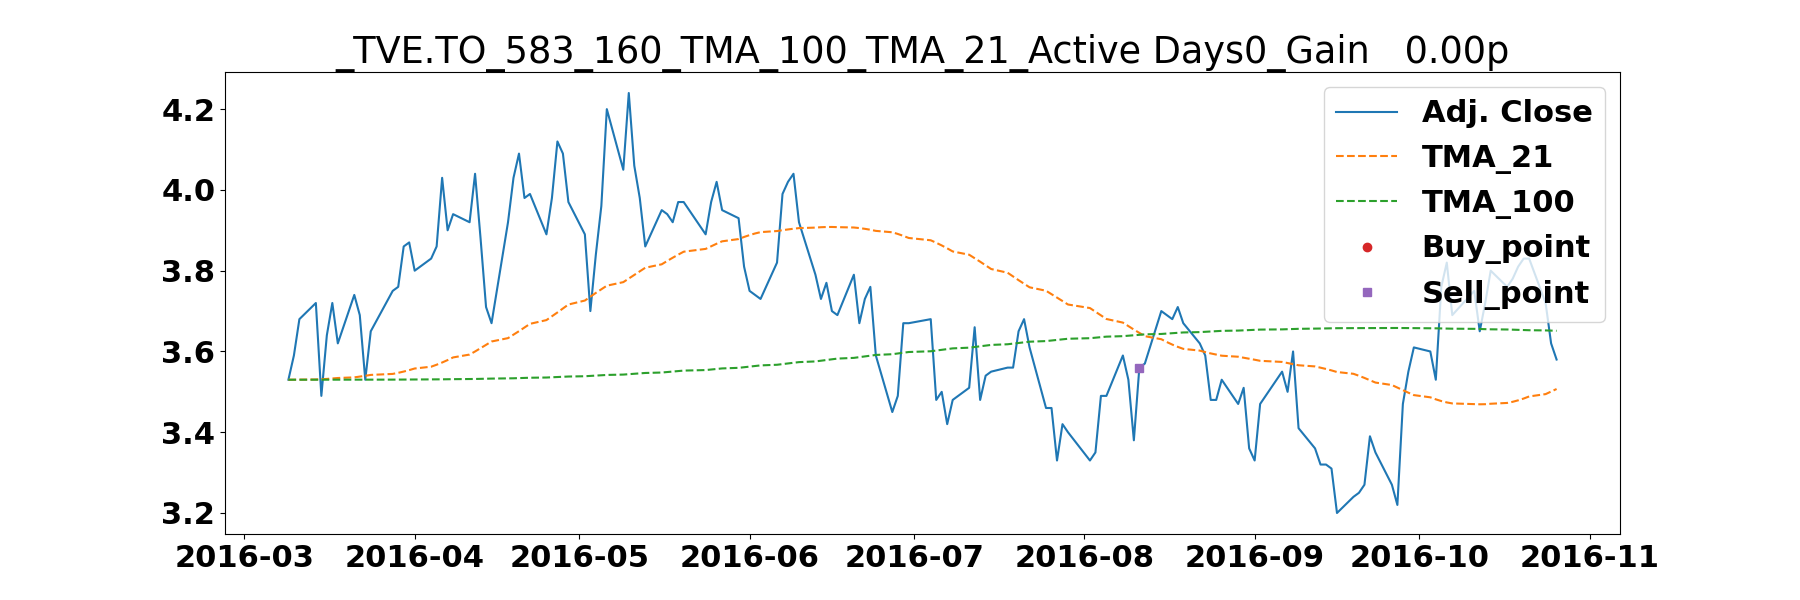 _TVE.TO_583_160_TMA_100_TMA_21_Active Days0_Gain   0.00p
4.2
4.0
3.8
3.6
3.4
3.2
Adj. Close
TMA_21
TMA_100
Buy_point
Sell_point
2016-03 2016-04 2016-05 2016-06 2016-07 2016-08 2016-09 2016-10 2016-11